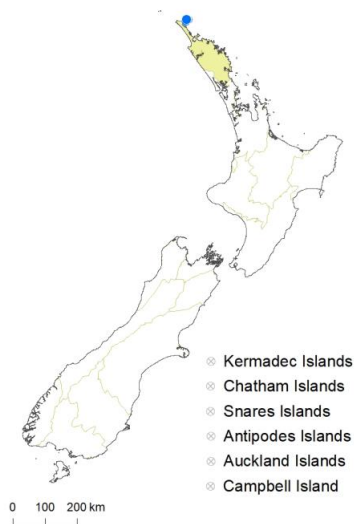 Kermadec Islands
Chatham Islands
Snares Islands
Antipodes Islands
Auckland Islands
Campbell Island
0 100 200 km